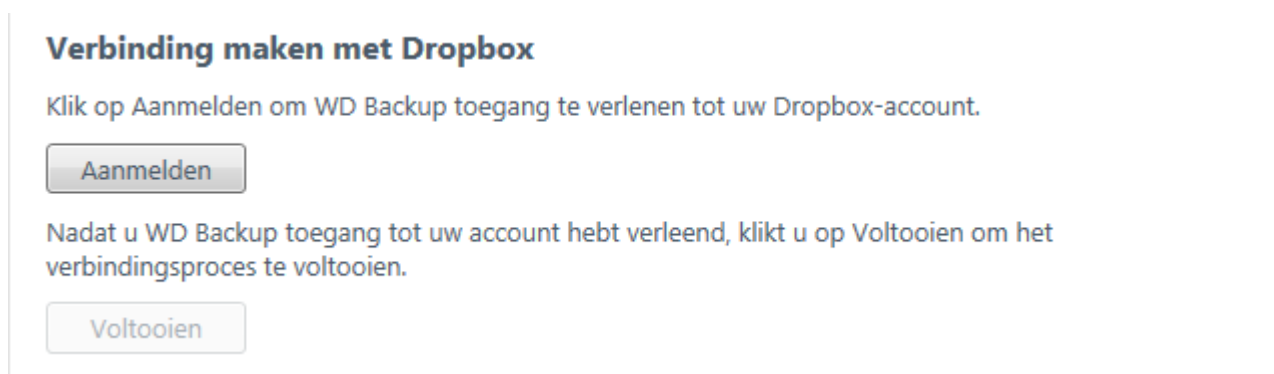 Verbinding maken met Dropbox
Klik op Aanmelden om WD Backup toegang te verlenen tot uw Dropbox-account.
Aanmelden
Nadat u WD Backup toegang tot uw account hebt verleend, klikt u op Voltooien om het
verbindingsproces te voltooien.
Voltooien